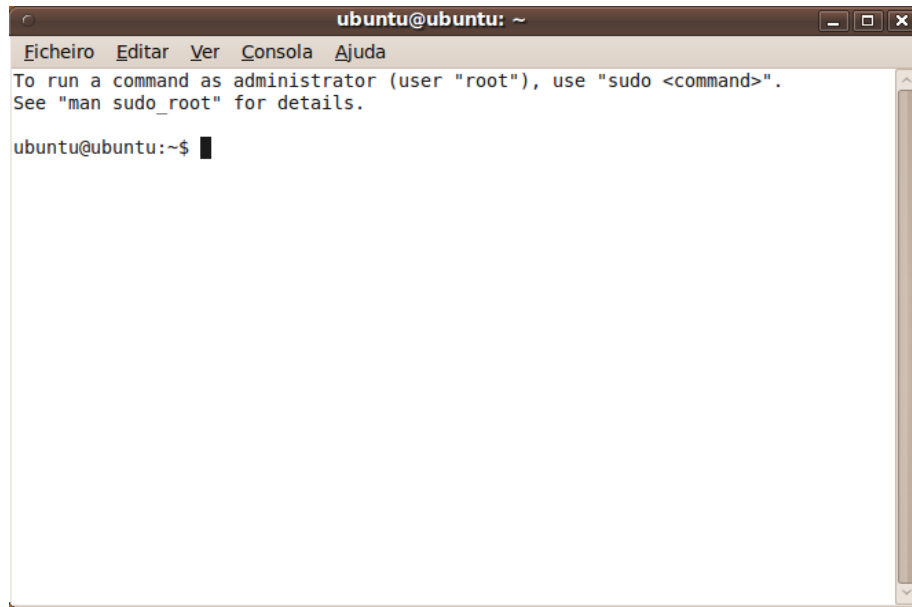 ubuntu@ubuntu: ~
Ficheiro Editar Ver Consola Ajuda
To run a command as administrator (user "root"), use "sudo <command>".
See "man sudo_root" for details.
ubuntu@ubuntu:~$